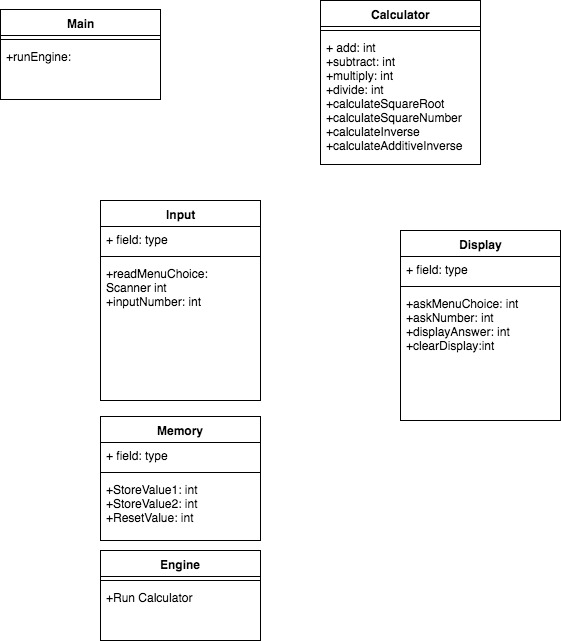 Main
+runEngine:
Calculator
+ add: int
+subtract: int
+multiply: int
+divide: int
+calculateSquareRoot
+calculateSquareNumber
+calculateInverse
+calculateAdditiveInverse
Input
+ field: type
+readMenuChoice:
Scanner int
+inputNumber: int
Display
+ field: type
+askMenuChoice: int
+askNumber: int
+displayAnswer: int
+clearDisplay:int
Memory
+ field: type
+StoreValue1: int
+StoreValue2: int
+ResetValue: int
Engine
+Run Calculator